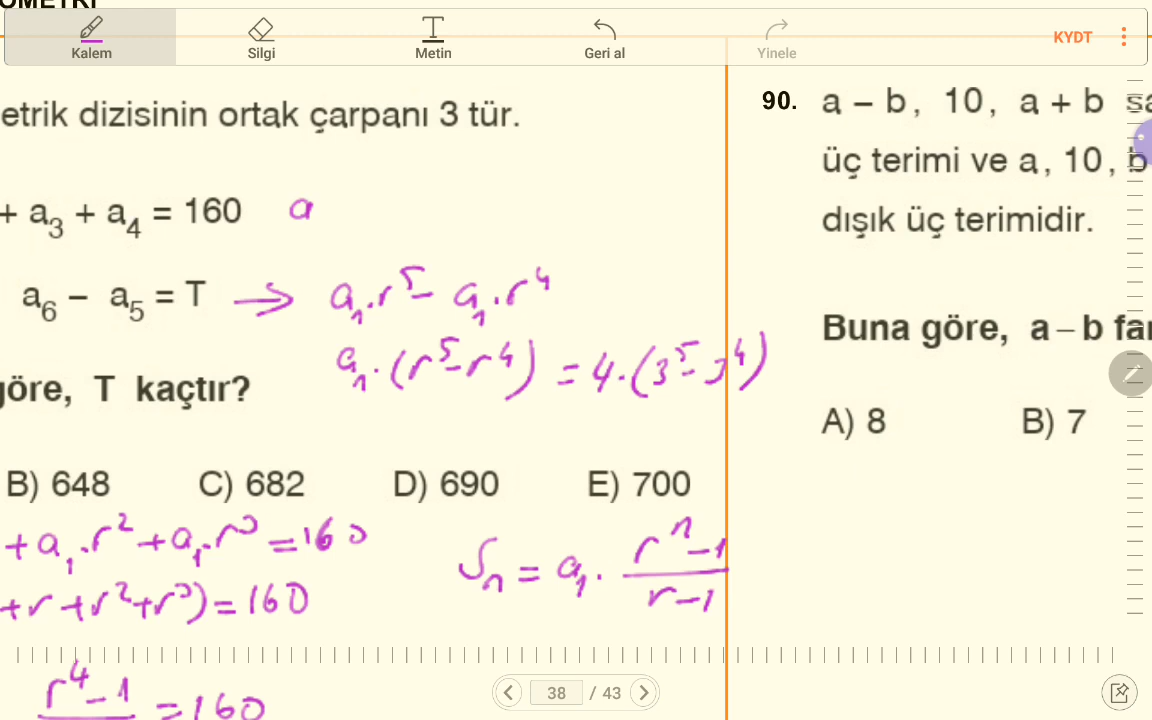 OMETRİ
Kalem
Silgi
Metin
Geri al
Yinele
KYDT
etrik dizisinin ortak çarpanı 3 tür.
+ a₃ + a₄ = 160 a
a₆ − a₅ = T ⇒ a₁.r⁵ − a₁.r⁴
a₁.(r⁵−r⁴) = 4.(3⁵−3⁴)
göre, T kaçtır?
B) 648 C) 682 D) 690 E) 700
+a₁.r²+a₁.r³=160
+r+r²+r³)=160
r⁴−1 =160
Sₙ = a₁. rⁿ−1
r−1
90. a − b, 10, a + b sa
üç terimi ve a, 10, b
dışık üç terimidir.
Buna göre, a − b far
A) 8 B) 7
38 / 43